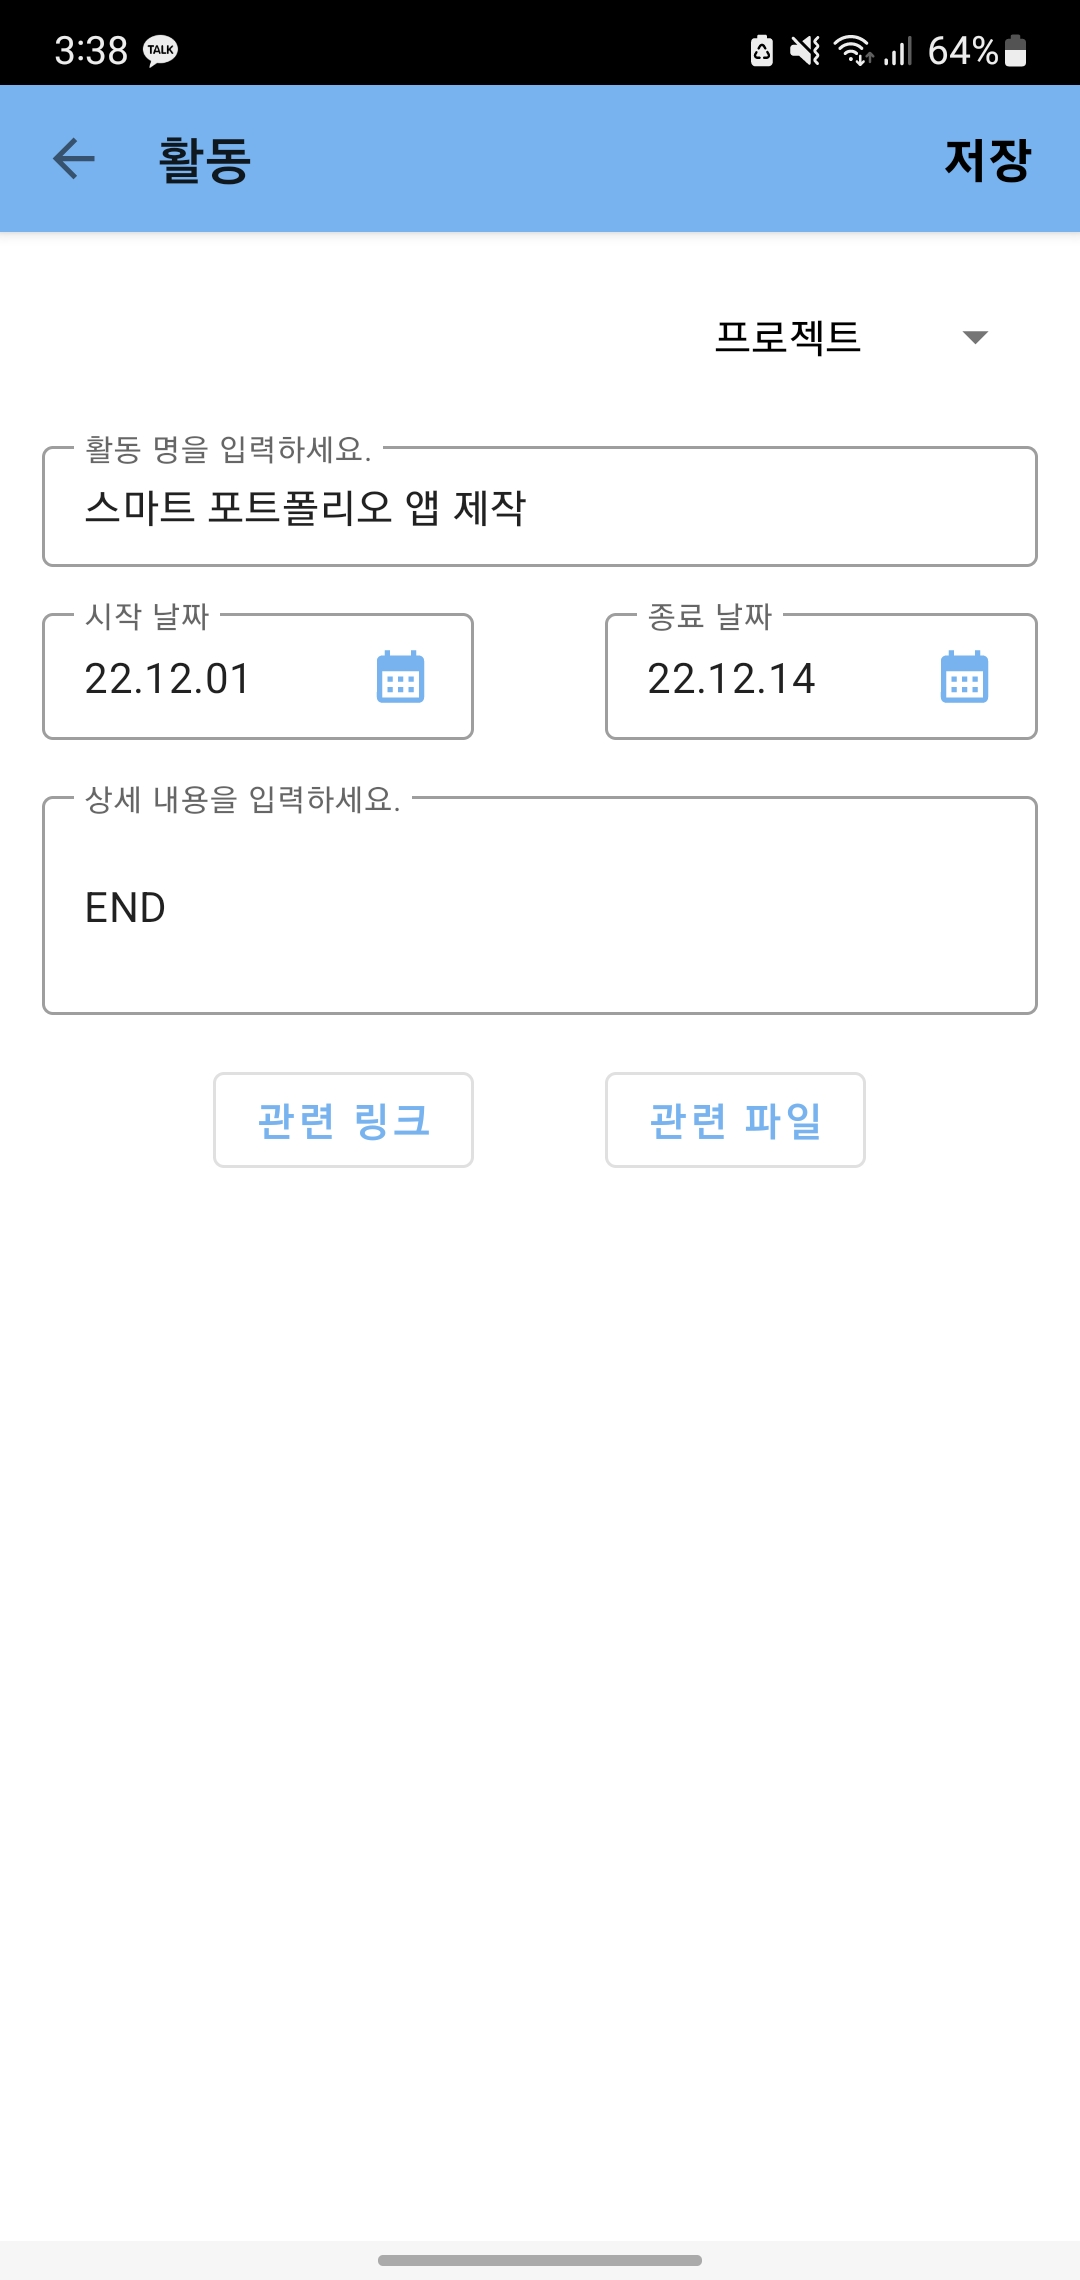 3:38 TALK 64%
활동 저장
프로젝트
활동 명을 입력하세요.
스마트 포트폴리오 앱 제작
시작 날짜 종료 날짜
22.12.01 22.12.14
상세 내용을 입력하세요.
END
관련 링크 관련 파일